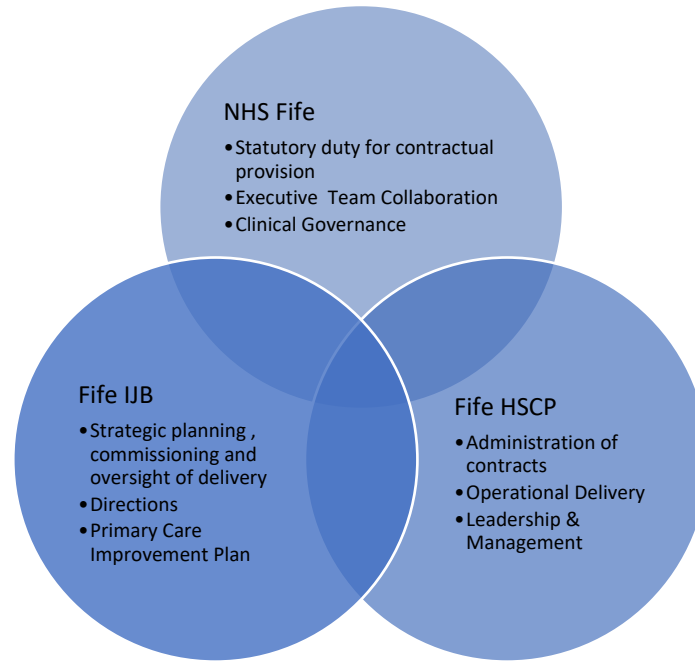 NHS Fife
•Statutory duty for contractual
provision
•Executive Team Collaboration
•Clinical Governance
Fife IJB
•Strategic planning ,
commissioning and
oversight of delivery
•Directions
•Primary Care
Improvement Plan
Fife HSCP
•Administration of
contracts
•Operational Delivery
•Leadership &
Management